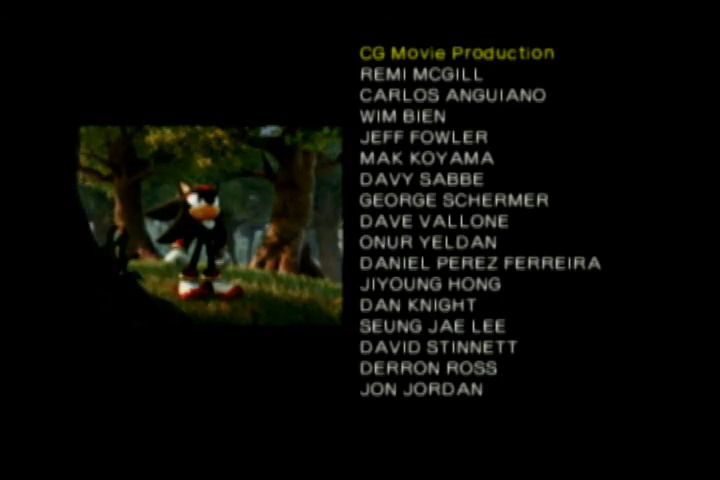 CG Movie Production
REMI MCGILL
CARLOS ANGUIANO
WIM BIEN
JEFF FOWLER
MAK KOYAMA
DAVY SABBE
GEORGE SCHERMER
DAVE VALLONE
ONUR YELDAN
DANIEL PEREZ FERREIRA
JIYOUNG HONG
DAN KNIGHT
SEUNG JAE LEE
DAVID STINNETT
DERRON ROSS
JON JORDAN